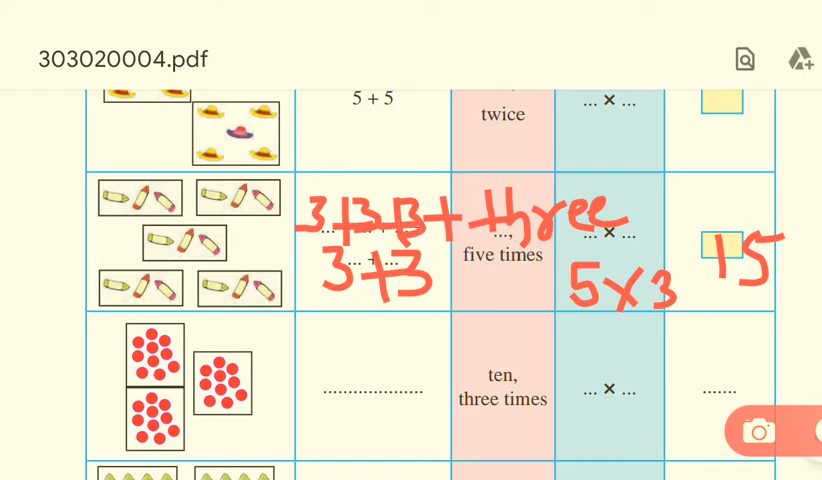 303020004.pdf
5 + 5
twice
... × ...
3+3+3+ three
... + ...
...,
five times
... × ...
3+3
5×3
15
....................
ten,
three times
... × ...
.......